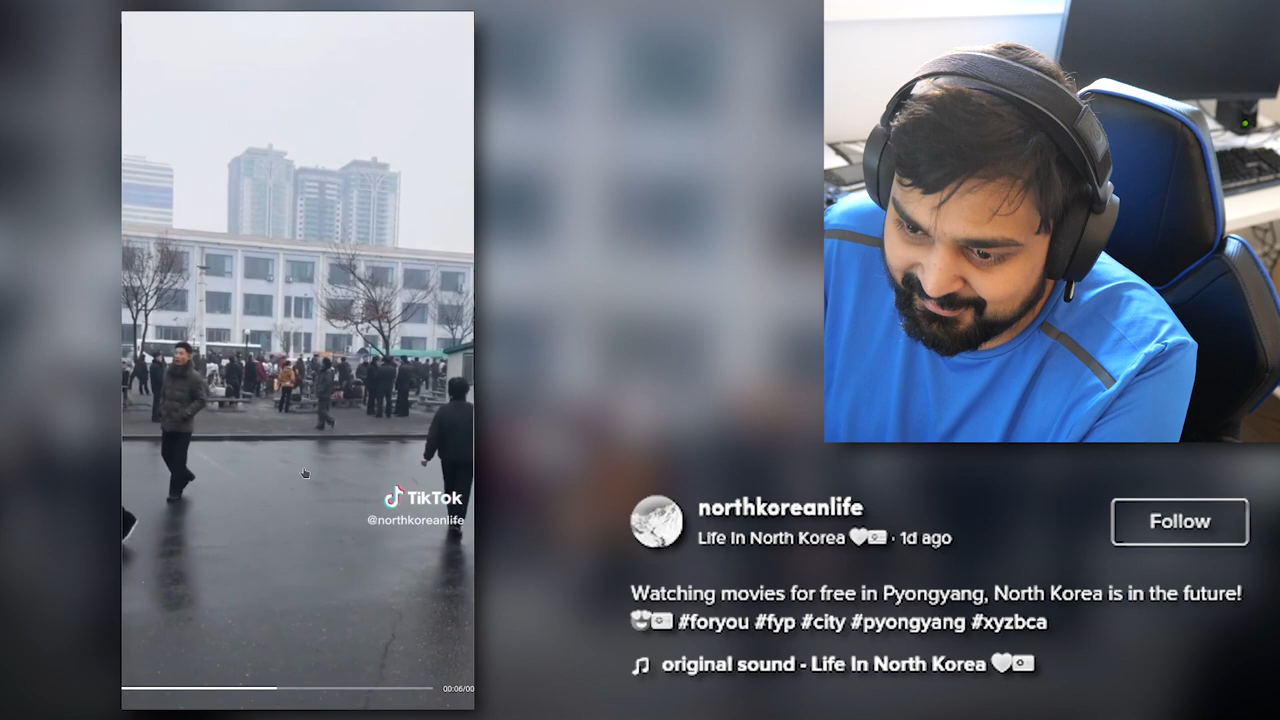 TikTok
@northkoreanlife
00:06/00
northkoreanlife
Life In North Korea 🤍 · 1d ago
Follow
Watching movies for free in Pyongyang, North Korea is in the future!
#foryou #fyp #city #pyongyang #xyzbca
original sound - Life In North Korea 🤍